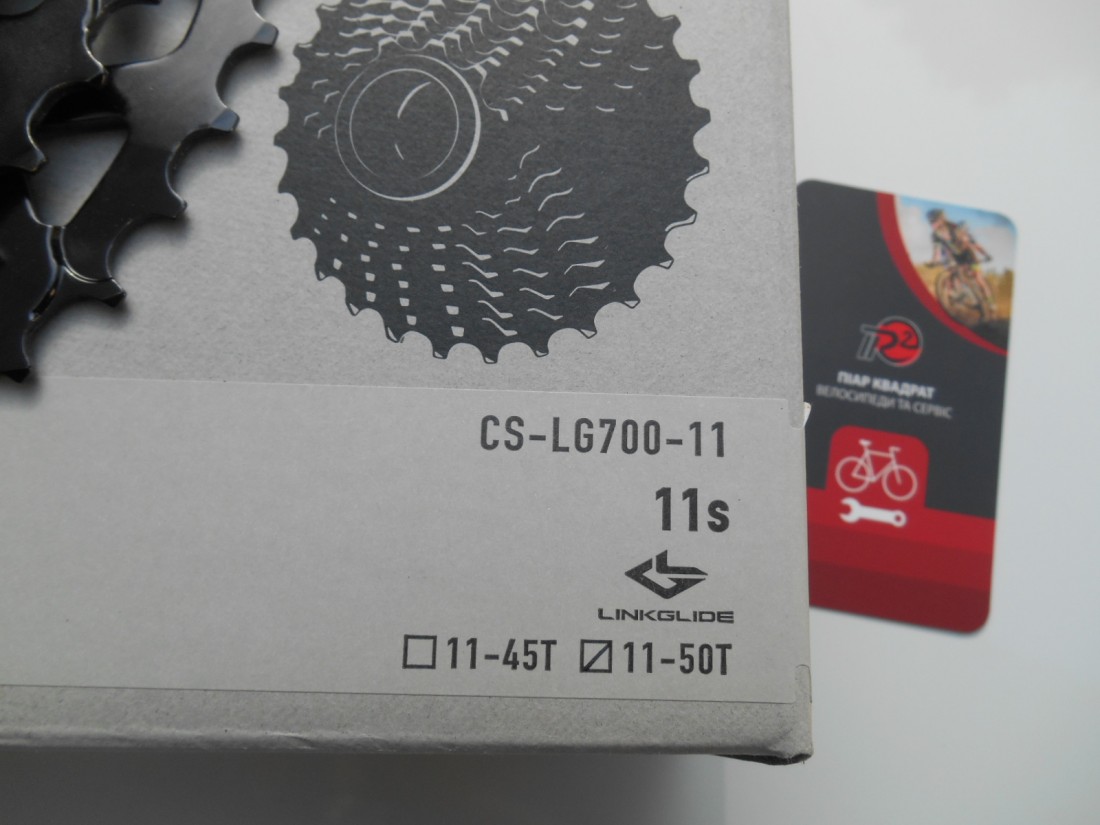 CS-LG700-11
11s
LINKGLIDE
11-45T 11-50T
ПІАР КВАДРАТ
ВЕЛОСИПЕДИ ТА СЕРВІС